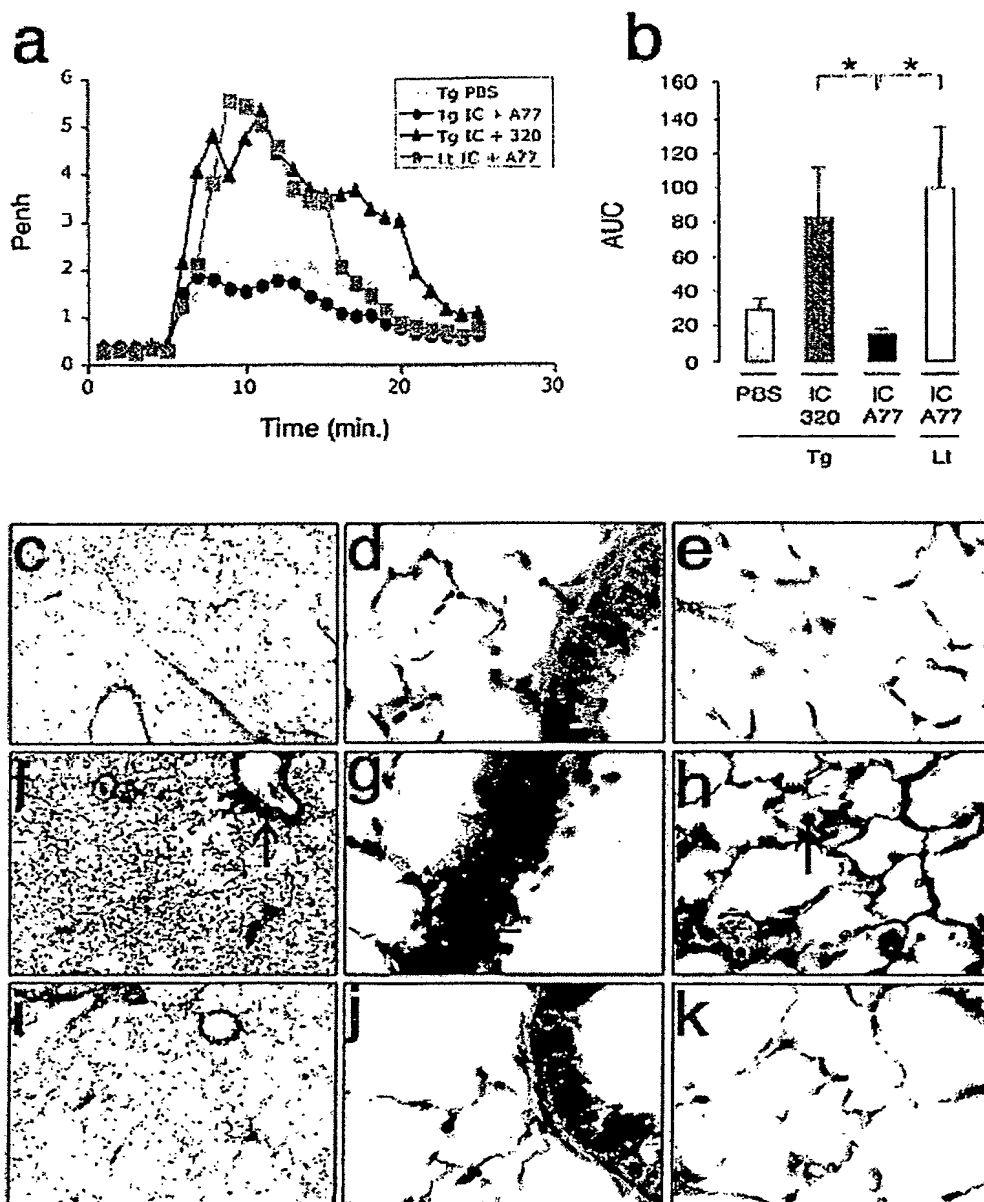 a
b
6
5
4
3
2
1
0
Penh
0
10
20
30
Time (min.)
Tg PBS
Tg IC + A77
Tg IC + 320
Lt IC + A77
* *
160
140
120
100
80
60
40
20
0
AUC
PBS IC IC IC
320 A77 A77
Tg Lt
c d e
f g h
i j k